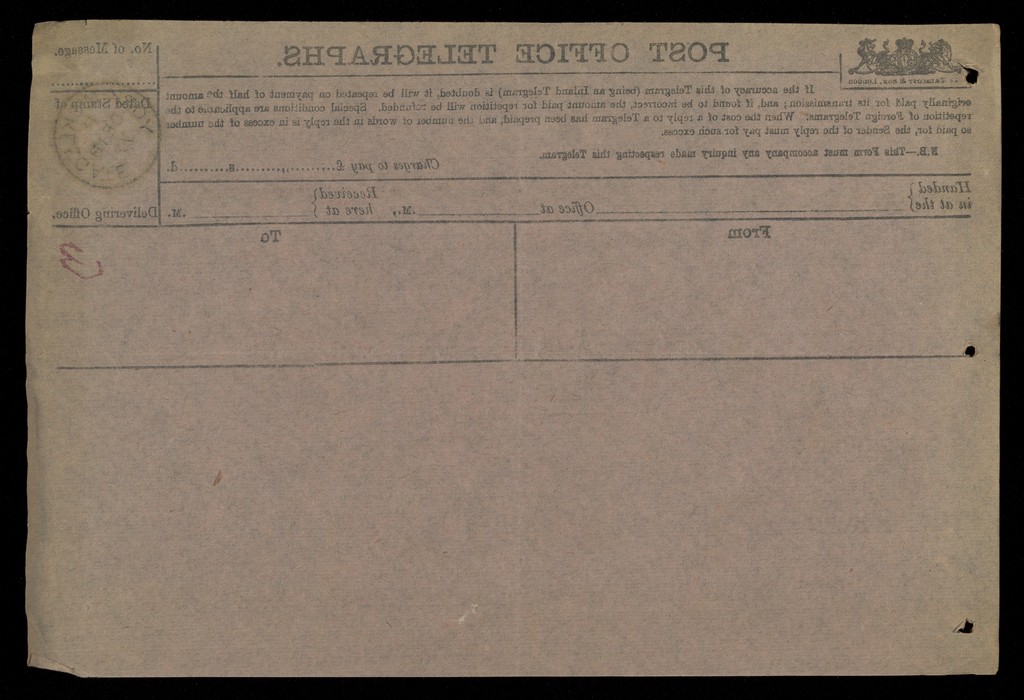 POST OFFICE TELEGRAPHS.
No. of Message.
Tanqueray & Son, London
If the accuracy of this Telegram (being an Inland Telegram) is doubted, it will be repeated on payment of half the amount
originally paid for its transmission; and, if found to be incorrect, the amount paid for repetition will be refunded. Special conditions are applicable to the
repetition of Foreign Telegrams. When the cost of a reply to a Telegram has been prepaid, and the number of words in the reply is in excess of the number
so paid for, the Sender of the reply must pay for such excess.
N.B.—This Form must accompany any inquiry made respecting this Telegram.
Charges to pay £ s. d.
Dated Stamp of
Delivering Office.
Handed in at the } Office at M., Received here at } M.
From
To